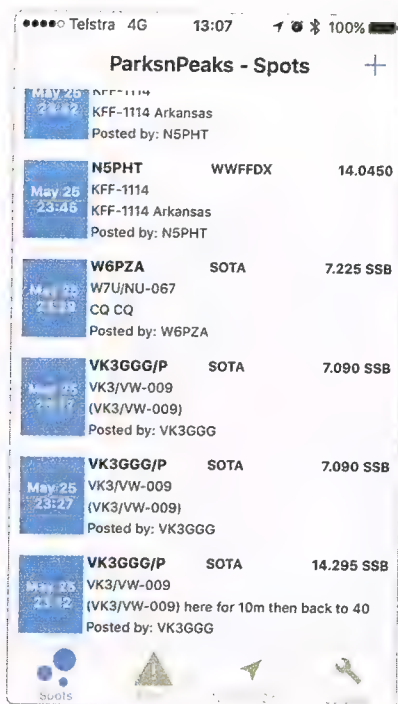 Telstra 4G 13:07 100%
ParksnPeaks - Spots +
KFF-1114
KFF-1114 Arkansas
Posted by: N5PHT
N5PHT WWFFDX 14.0450
May 25 KFF-1114
23:46
KFF-1114 Arkansas
Posted by: N5PHT
W6PZA SOTA 7.225 SSB
W7U/NU-067
CQ CQ
Posted by: W6PZA
VK3GGG/P SOTA 7.090 SSB
VK3/VW-009
(VK3/VW-009)
Posted by: VK3GGG
VK3GGG/P SOTA 7.090 SSB
May 25 VK3/VW-009
23:27
(VK3/VW-009)
Posted by: VK3GGG
VK3GGG/P SOTA 14.295 SSB
May 25 VK3/VW-009
(VK3/VW-009) here for 10m then back to 40
Posted by: VK3GGG
Spots